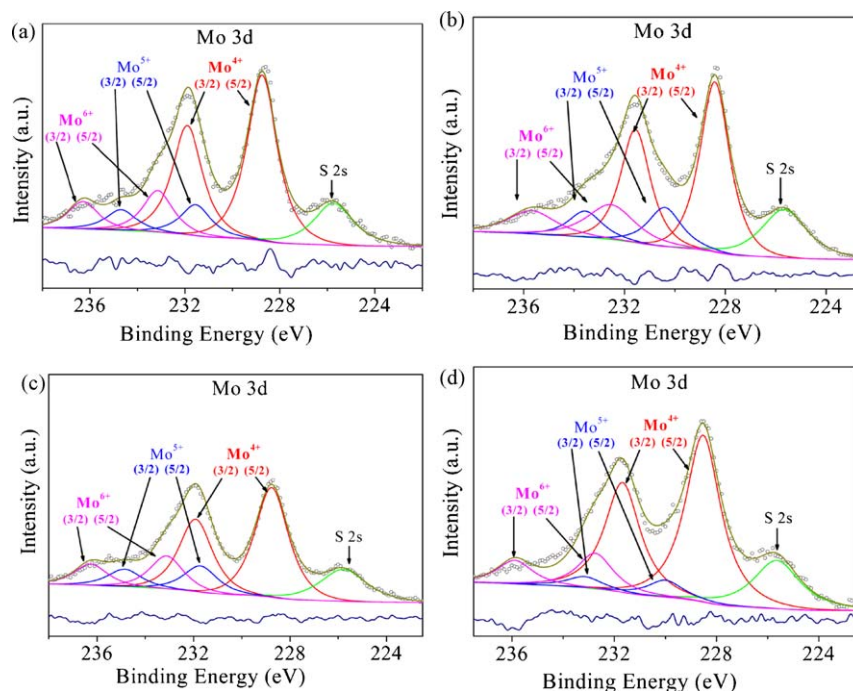 (a)
Mo 3d
Mo⁵⁺
(3/2) (5/2)
Mo⁴⁺
(3/2) (5/2)
Mo⁶⁺
(3/2) (5/2)
S 2s
Intensity (a.u.)
236 232 228 224
Binding Energy (eV)
(b)
Mo 3d
Mo⁵⁺
(3/2) (5/2)
Mo⁴⁺
(3/2) (5/2)
Mo⁶⁺
(3/2) (5/2)
S 2s
Intensity (a.u.)
236 232 228 224
Binding Energy (eV)
(c)
Mo 3d
Mo⁵⁺
(3/2) (5/2)
Mo⁴⁺
(3/2) (5/2)
Mo⁶⁺
(3/2) (5/2)
S 2s
Intensity (a.u.)
236 232 228 224
Binding Energy (eV)
(d)
Mo 3d
Mo⁵⁺
(3/2) (5/2)
Mo⁴⁺
(3/2) (5/2)
Mo⁶⁺
(3/2) (5/2)
S 2s
Intensity (a.u.)
236 232 228 224
Binding Energy (eV)